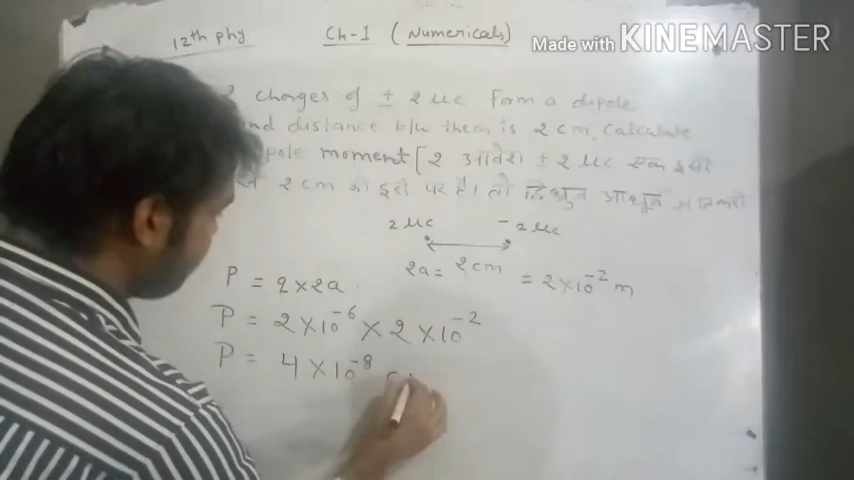 12th phy Ch-1 (Numericals)
Made with KINEMASTER
2 charges of ± 2 μc Form a dipole
and distance b/w them is 2 cm. Calculate
pole moment [2 आवेश ± 2 μc एक दूसरे
से 2 cm की दूरी पर है। तो द्विध्रुव आघूर्ण
2 μc - 2 μc
2a = 2cm = 2×10⁻² m
P = q × 2a.
P = 2×10⁻⁶ × 2×10⁻²
P = 4×10⁻⁸